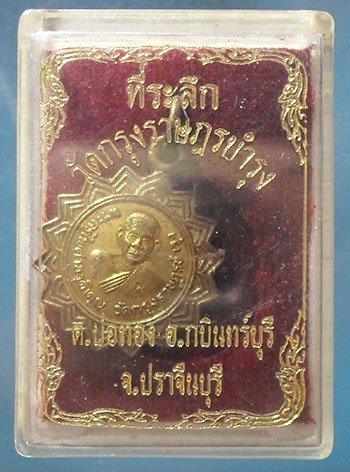 ที่ระลึก
วัดกรุงราษฎรบำรุง
ต.บ่อทอง อ.กบินทร์บุรี
จ.ปราจีนบุรี